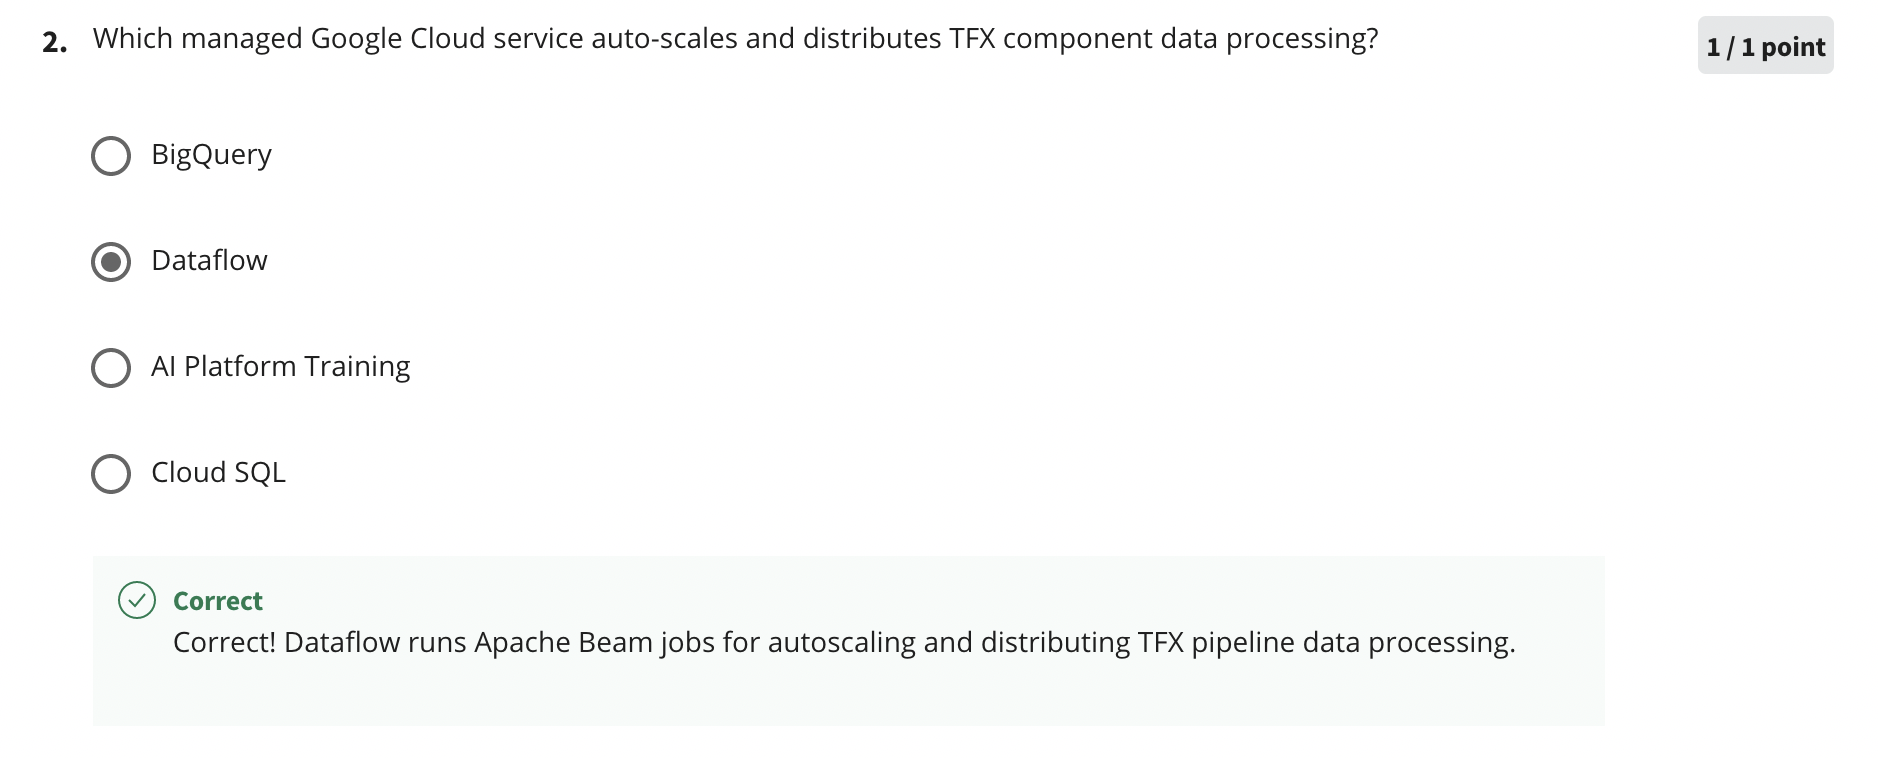 2. Which managed Google Cloud service auto-scales and distributes TFX component data processing?
1 / 1 point
BigQuery
Dataflow
AI Platform Training
Cloud SQL
Correct
Correct! Dataflow runs Apache Beam jobs for autoscaling and distributing TFX pipeline data processing.